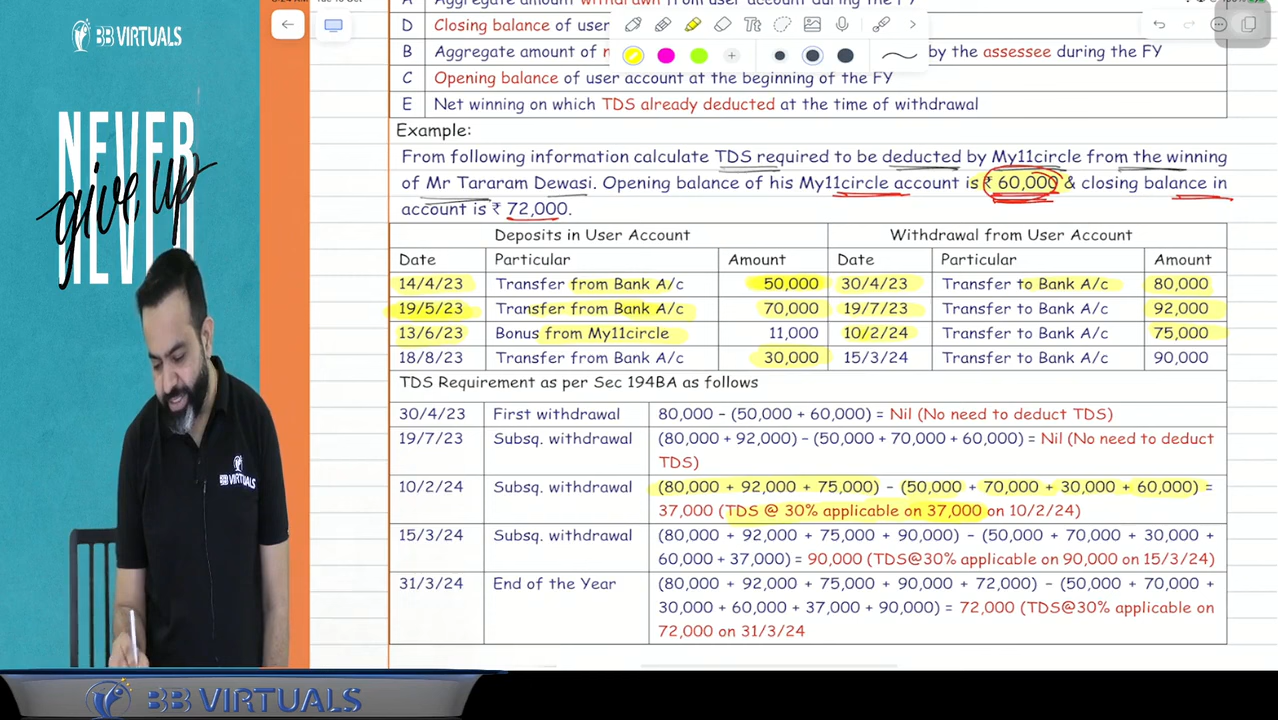 BB VIRTUALS
NEVER
give up
NEVER
A Aggregate amount withdrawn from user account during the FY
D Closing balance of user
B Aggregate amount of by the assessee during the FY
C Opening balance of user account at the beginning of the FY
E Net winning on which TDS already deducted at the time of withdrawal
Example:
From following information calculate TDS required to be deducted by My11circle from the winning
of Mr Tararam Dewasi. Opening balance of his My11circle account is ₹ 60,000 & closing balance in
account is ₹ 72,000.
Deposits in User Account Withdrawal from User Account
Date Particular Amount Date Particular Amount
14/4/23 Transfer from Bank A/c 50,000 30/4/23 Transfer to Bank A/c 80,000
19/5/23 Transfer from Bank A/c 70,000 19/7/23 Transfer to Bank A/c 92,000
13/6/23 Bonus from My11circle 11,000 10/2/24 Transfer to Bank A/c 75,000
18/8/23 Transfer from Bank A/c 30,000 15/3/24 Transfer to Bank A/c 90,000
TDS Requirement as per Sec 194BA as follows
30/4/23 First withdrawal 80,000 – (50,000 + 60,000) = Nil (No need to deduct TDS)
19/7/23 Subsq. withdrawal (80,000 + 92,000) – (50,000 + 70,000 + 60,000) = Nil (No need to deduct
TDS)
10/2/24 Subsq. withdrawal (80,000 + 92,000 + 75,000) – (50,000 + 70,000 + 30,000 + 60,000) =
37,000 (TDS @ 30% applicable on 37,000 on 10/2/24)
15/3/24 Subsq. withdrawal (80,000 + 92,000 + 75,000 + 90,000) – (50,000 + 70,000 + 30,000 +
60,000 + 37,000) = 90,000 (TDS@30% applicable on 90,000 on 15/3/24)
31/3/24 End of the Year (80,000 + 92,000 + 75,000 + 90,000 + 72,000) – (50,000 + 70,000 +
30,000 + 60,000 + 37,000 + 90,000) = 72,000 (TDS@30% applicable on
72,000 on 31/3/24
BB VIRTUALS
BB VIRTUALS